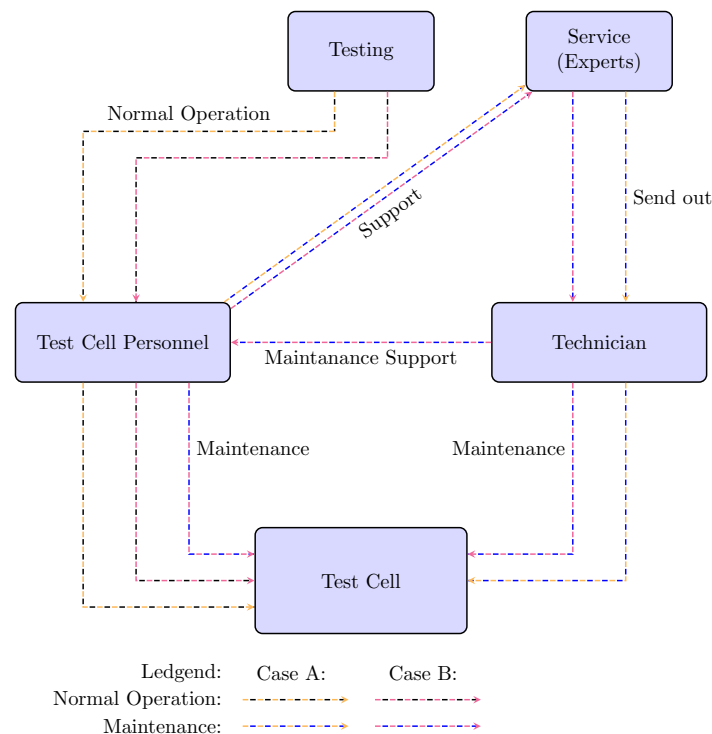 Testing
Service
(Experts)
Normal Operation
Support
Send out
Test Cell Personnel
Technician
Maintanance Support
Maintenance
Maintenance
Test Cell
Ledgend:
Case A:
Case B:
Normal Operation:
Maintenance: